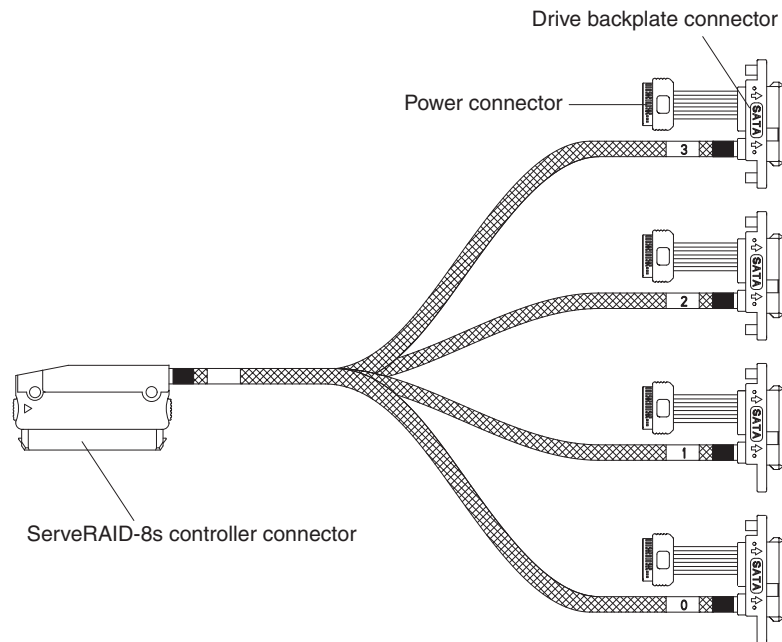 Drive backplate connector
Power connector
SATA
3
SATA
2
SATA
1
ServeRAID-8s controller connector
SATA
0